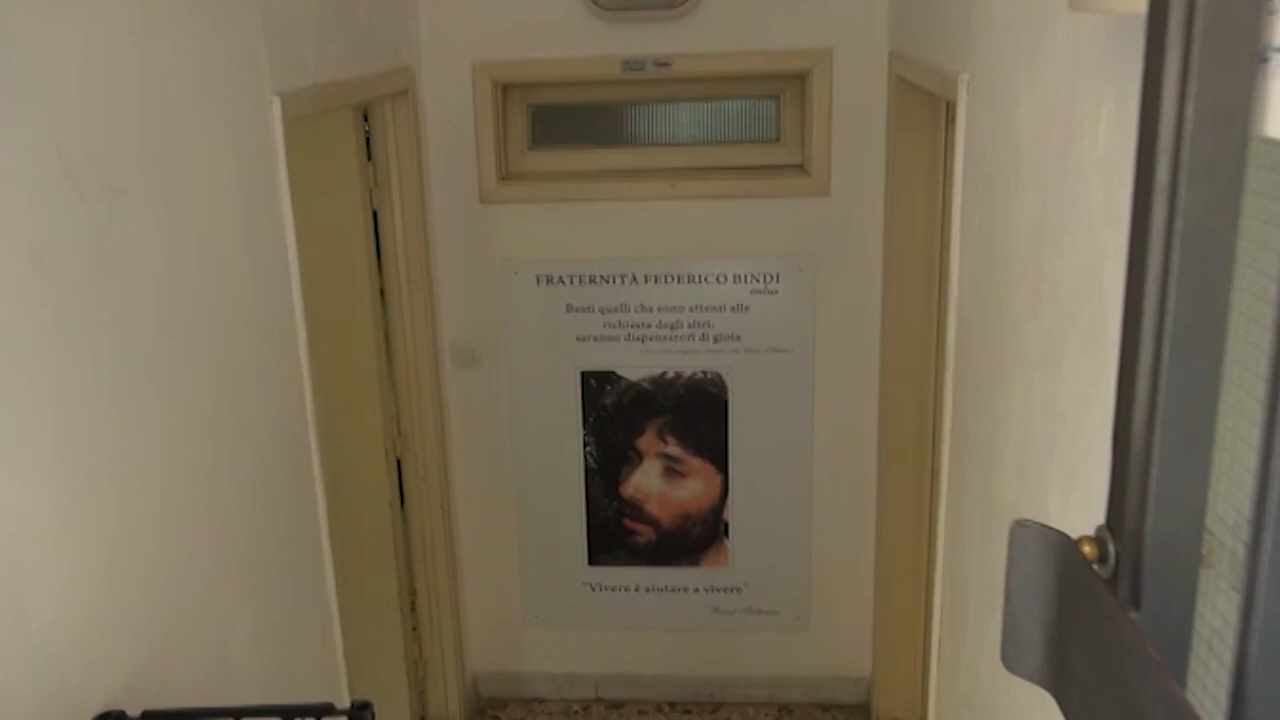 FRATERNITÀ FEDERICO BINDI
onlus
Beati quelli che sono attenti alle
richieste degli altri,
saranno dispensatori di gioia
"Vivere è aiutare a vivere"